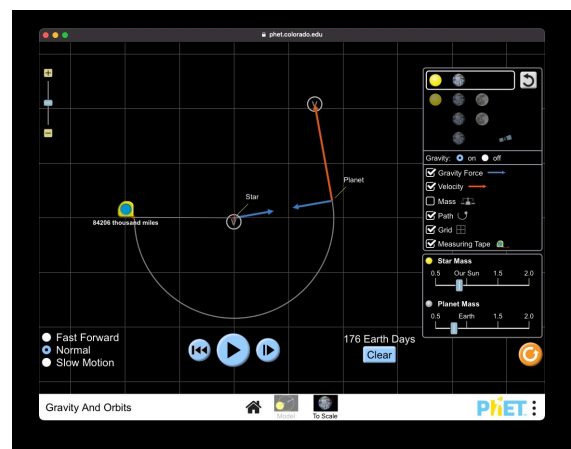 phet.colorado.edu
+
V
Planet
Star
V
84206 thousand miles
−
Gravity: on off
Gravity Force
Velocity
Mass
Path
Grid
Measuring Tape
Star Mass
0.5 Our Sun 1.5 2.0
Planet Mass
0.5 Earth 1.5 2.0
Fast Forward
Normal
Slow Motion
176 Earth Days
Clear
Gravity And Orbits
Model
To Scale
PhET